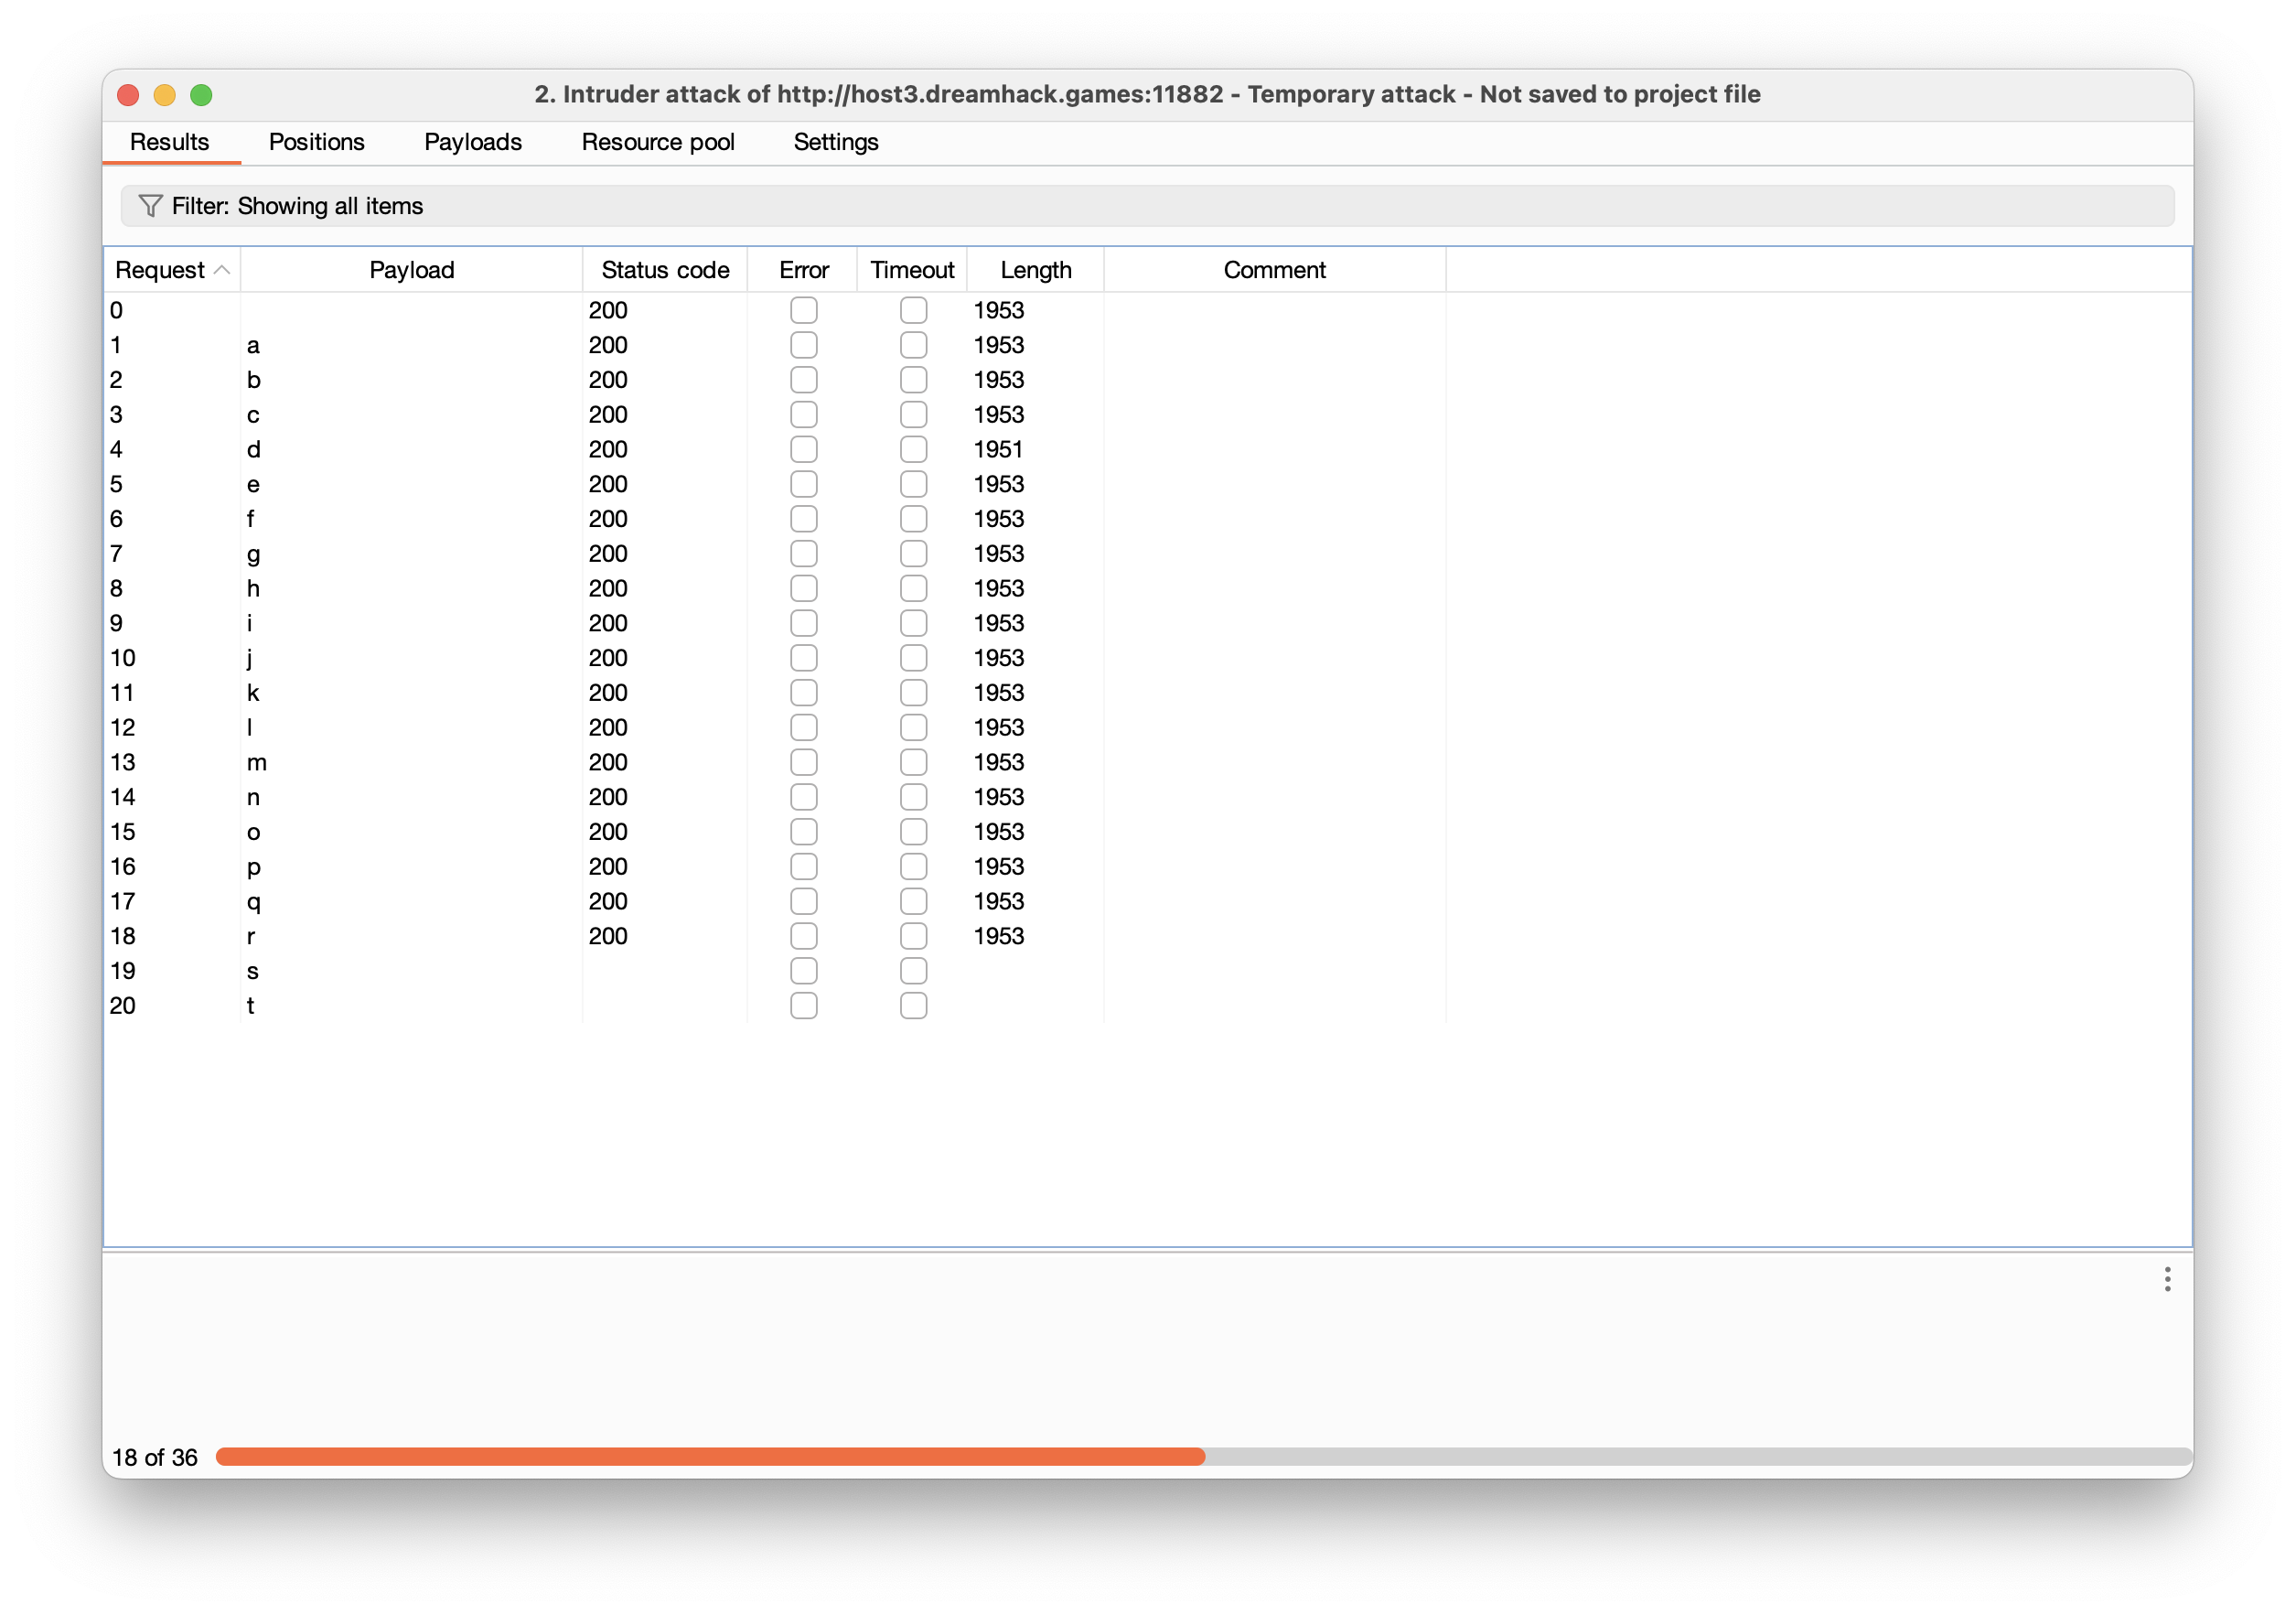 2. Intruder attack of http://host3.dreamhack.games:11882 - Temporary attack - Not saved to project file
Results Positions Payloads Resource pool Settings
Filter: Showing all items
Request Payload Status code Error Timeout Length Comment
0 200 1953
1 a 200 1953
2 b 200 1953
3 c 200 1953
4 d 200 1951
5 e 200 1953
6 f 200 1953
7 g 200 1953
8 h 200 1953
9 i 200 1953
10 j 200 1953
11 k 200 1953
12 l 200 1953
13 m 200 1953
14 n 200 1953
15 o 200 1953
16 p 200 1953
17 q 200 1953
18 r 200 1953
19 s
20 t
18 of 36